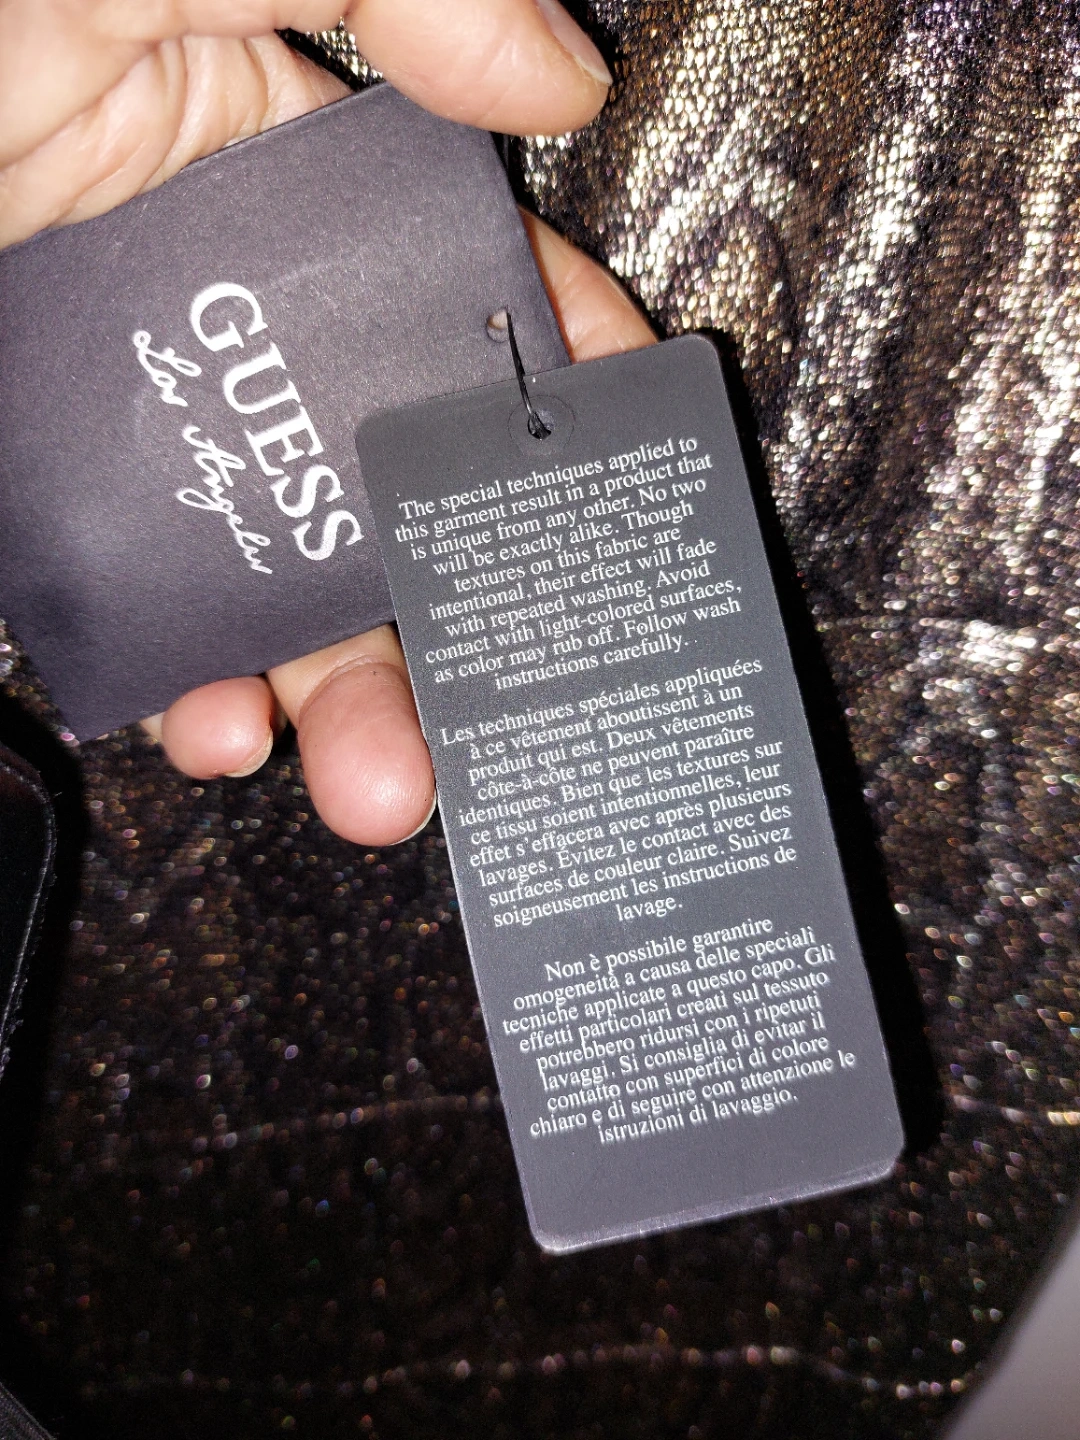 GUESS
Los Angeles
The special techniques applied to
this garment result in a product that
is unique from any other. No two
will be exactly alike. Though
textures on this fabric are
intentional, their effect will fade
with repeated washing. Avoid
contact with light-colored surfaces,
as color may rub off. Follow wash
instructions carefully.
Les techniques spéciales appliquées
à ce vêtement aboutissent à un
produit qui est. Deux vêtements
côte-à-côte ne peuvent paraître
identiques. Bien que les textures sur
ce tissu soient intentionnelles, leur
effet s'effacera avec après plusieurs
lavages. Évitez le contact avec des
surfaces de couleur claire. Suivez
soigneusement les instructions de
lavage.
Non è possibile garantire
omogeneità a causa delle speciali
tecniche applicate a questo capo. Gli
effetti particolari creati sul tessuto
potrebbero ridursi con i ripetuti
lavaggi. Si consiglia di evitar il
contatto con superfici di colore
chiaro e di seguire con attenzione le
istruzioni di lavaggio.